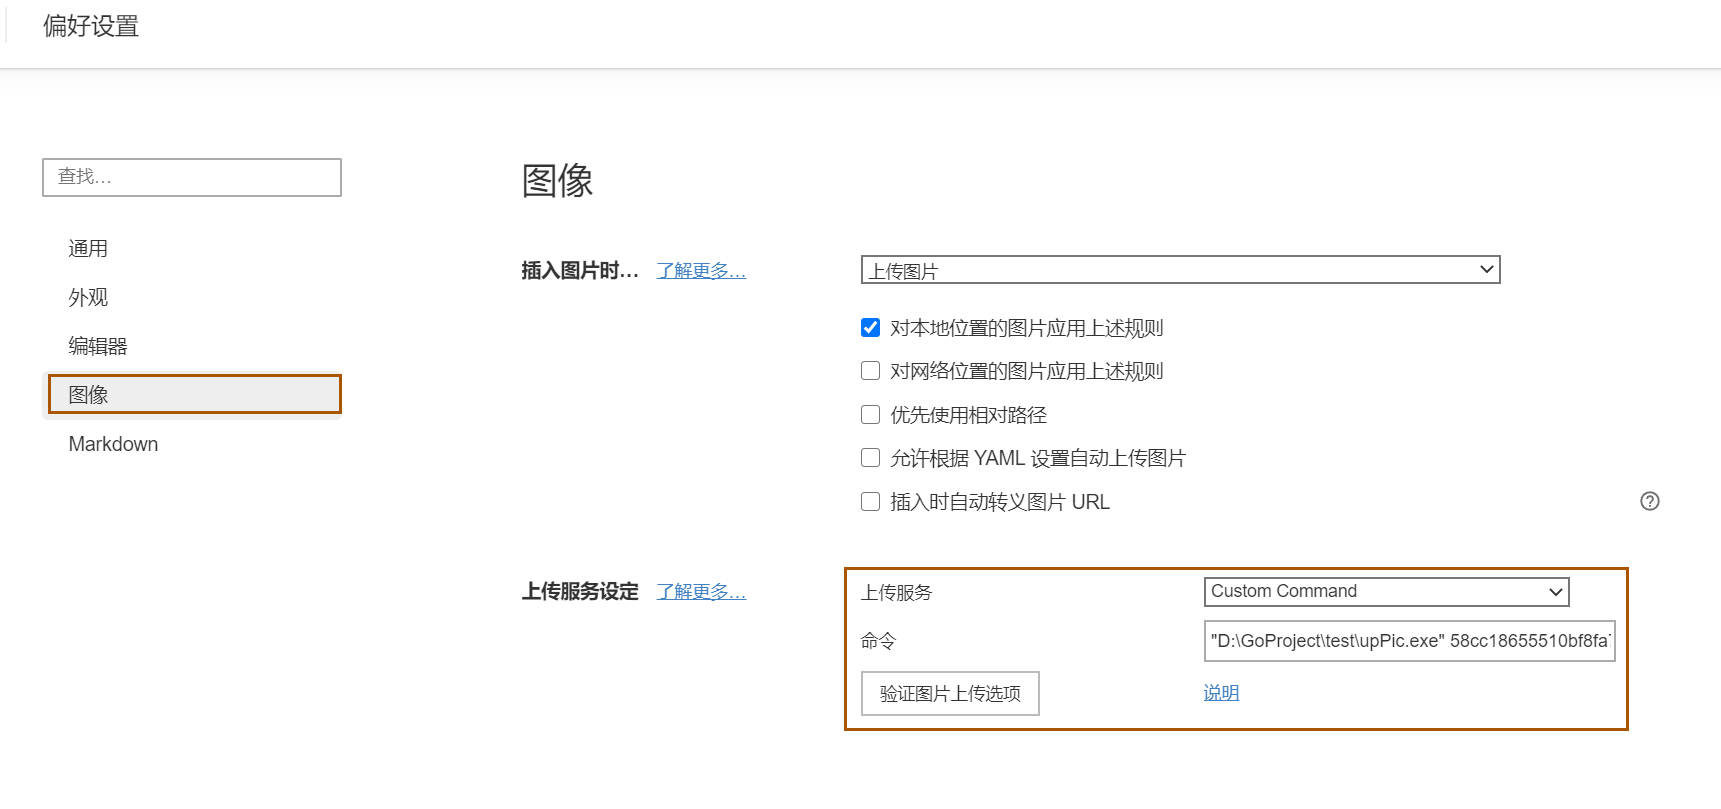 偏好设置
查找...
通用
外观
编辑器
图像
Markdown
图像
插入图片时... 了解更多... 上传图片
对本地位置的图片应用上述规则
对网络位置的图片应用上述规则
优先使用相对路径
允许根据 YAML 设置自动上传图片
插入时自动转义图片 URL
上传服务设定 了解更多... 上传服务 Custom Command
命令 "D:\GoProject\test\upPic.exe" 58cc18655510bf8fa
验证图片上传选项 说明